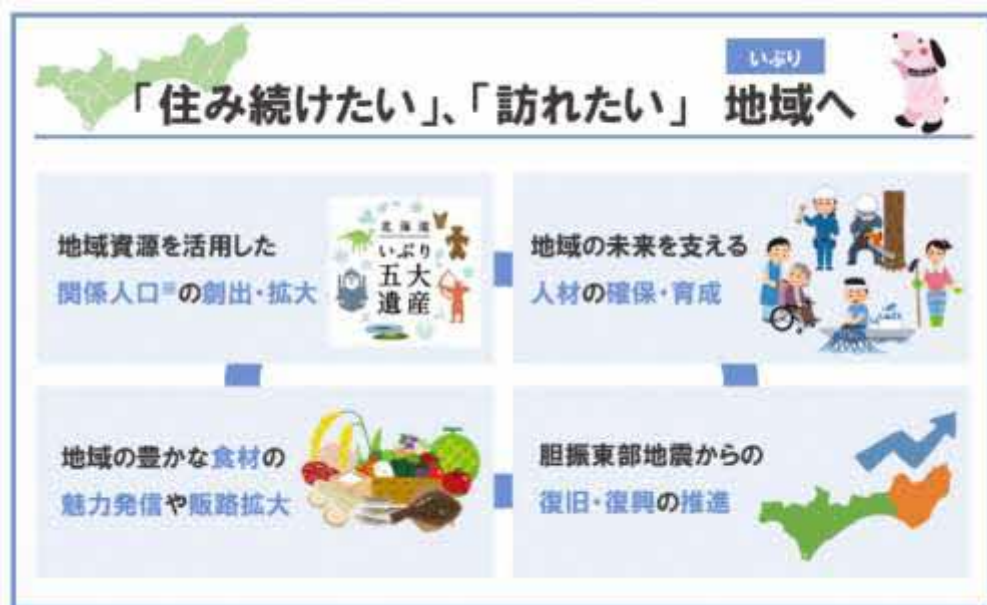 いぶり
「住み続けたい」、「訪れたい」 地域へ
地域資源を活用した
関係人口※の創出・拡大
北海道
いぶり
五大
遺産
地域の未来を支える
人材の確保・育成
地域の豊かな食材の
魅力発信や販路拡大
胆振東部地震からの
復旧・復興の推進